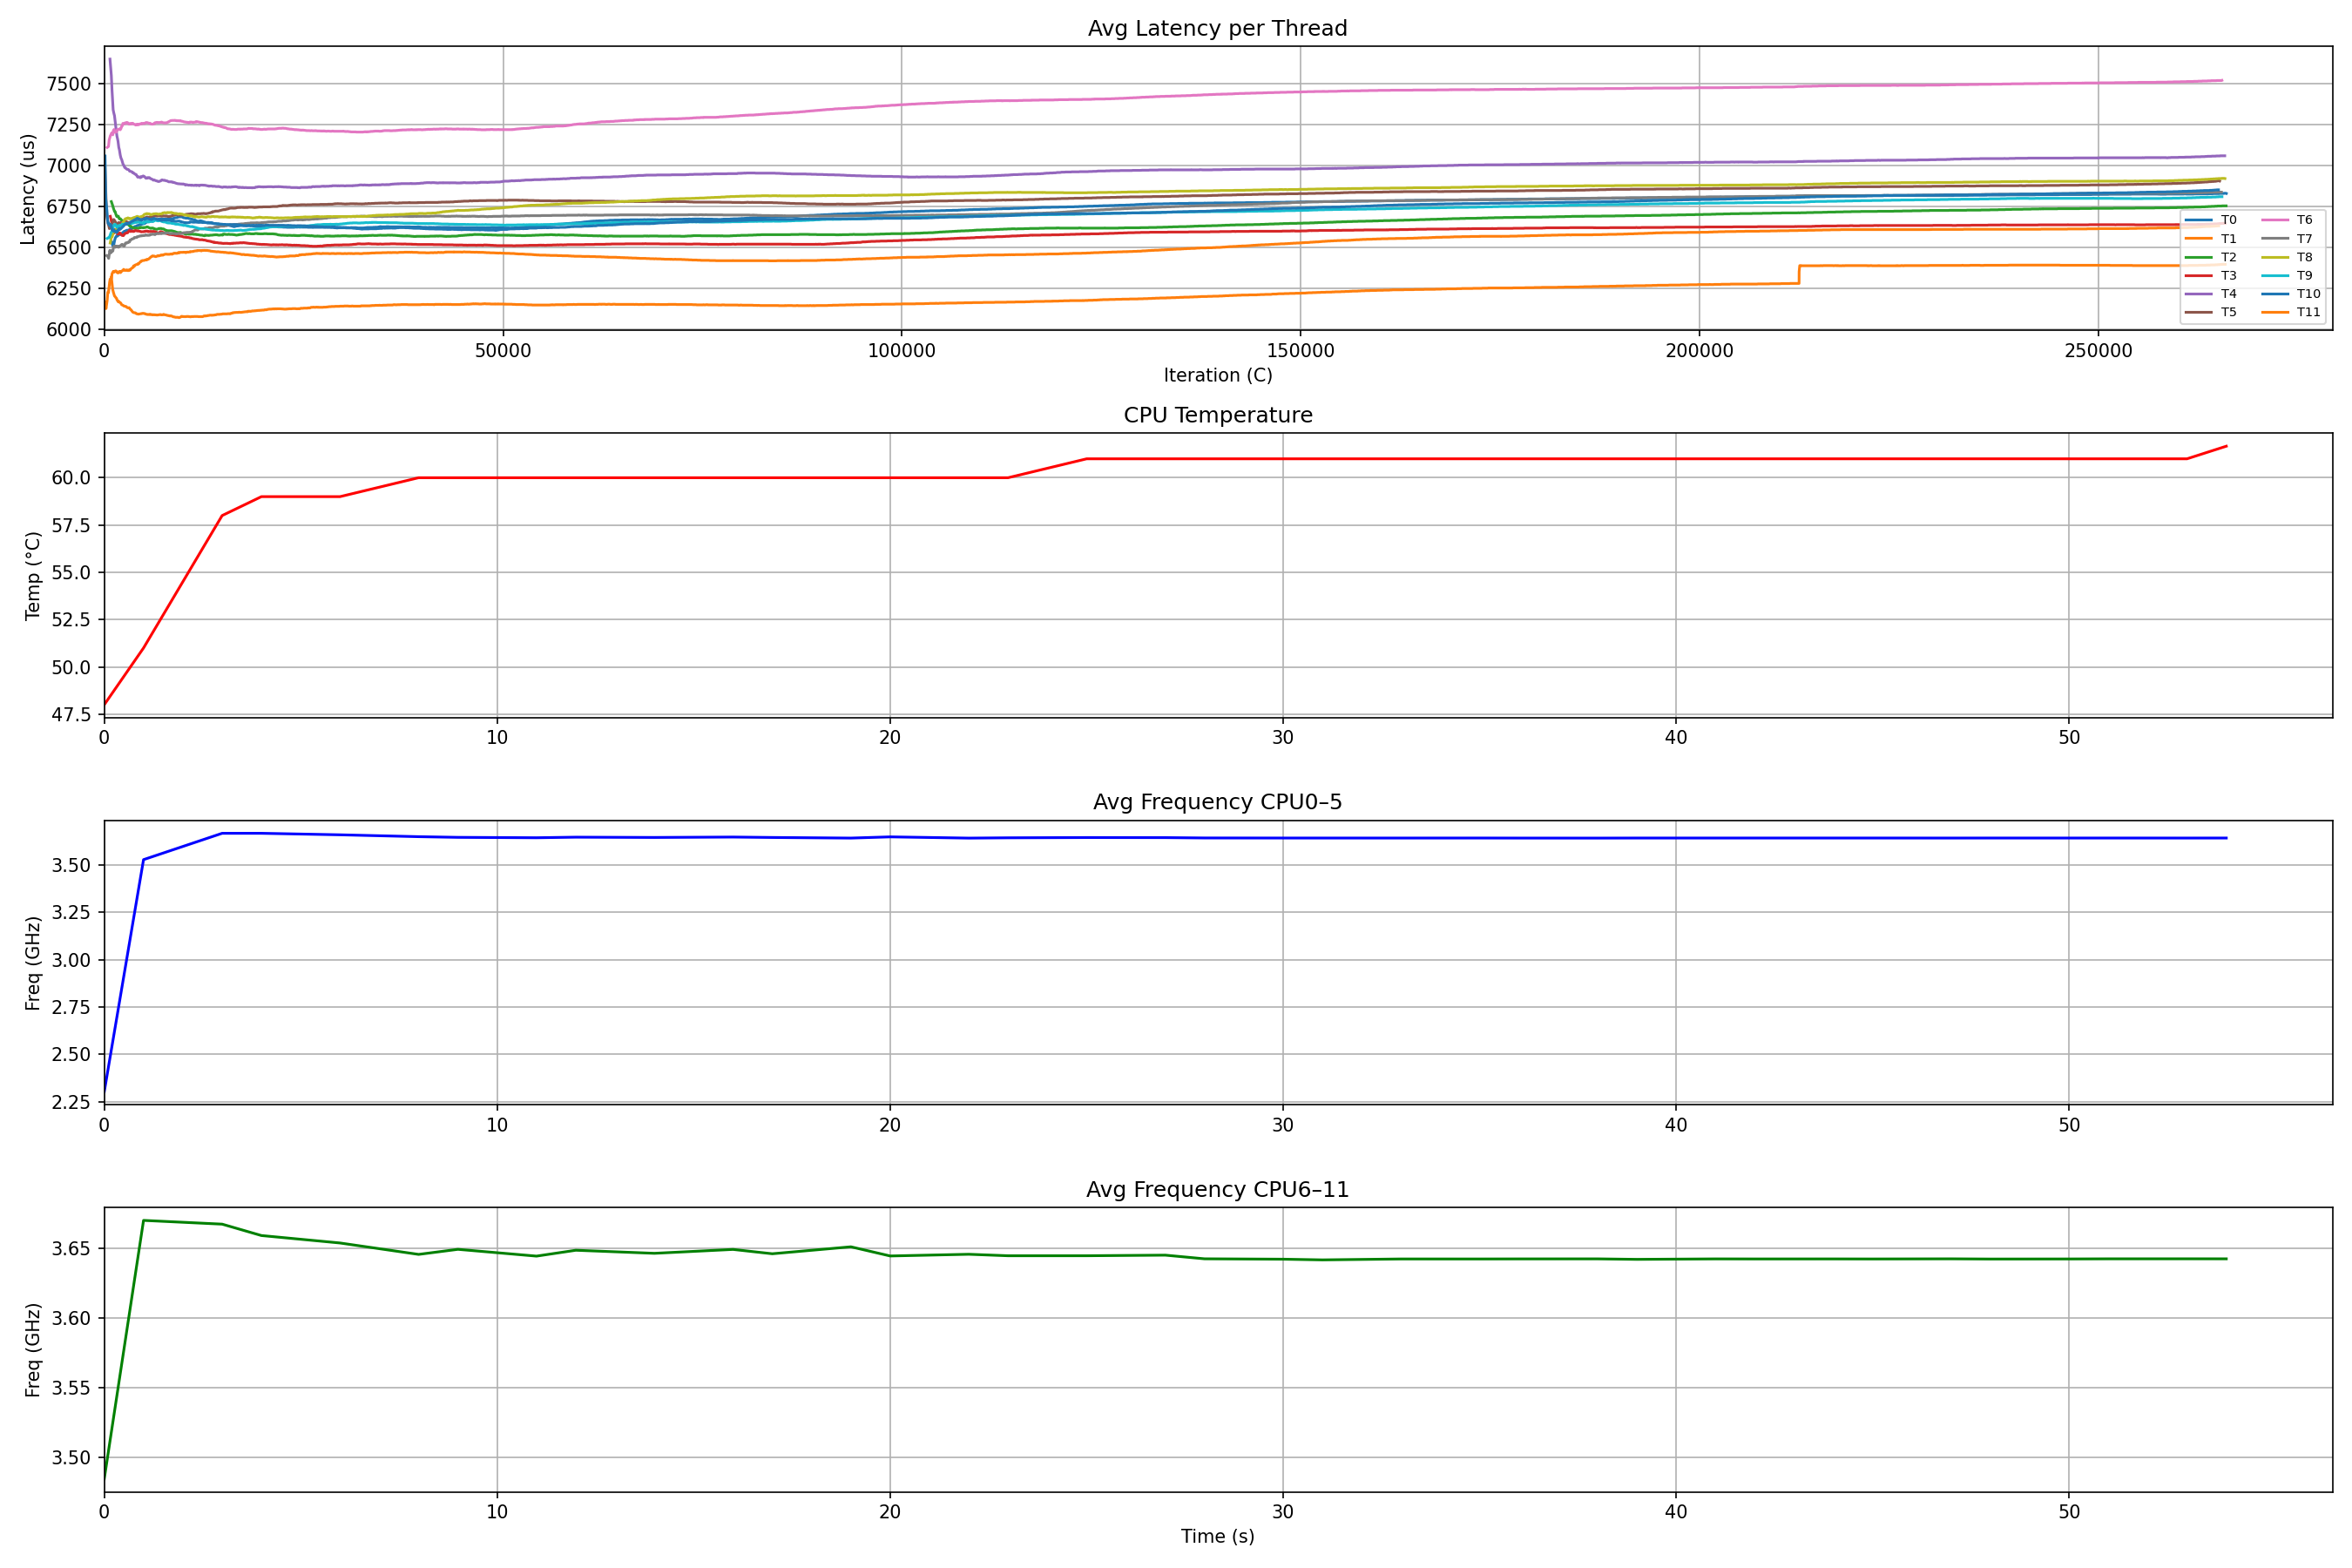 Avg Latency per Thread
Latency (us)
7500
7250
7000
6750
6500
6250
6000
T0
T1
T2
T3
T4
T5
T6
T7
T8
T9
T10
T11
0 50000 100000 150000 200000 250000
Iteration (C)
CPU Temperature
Temp (°C)
60.0
57.5
55.0
52.5
50.0
47.5
0 10 20 30 40 50
Avg Frequency CPU0–5
Freq (GHz)
3.50
3.25
3.00
2.75
2.50
2.25
0 10 20 30 40 50
Avg Frequency CPU6–11
Freq (GHz)
3.65
3.60
3.55
3.50
0 10 20 30 40 50
Time (s)